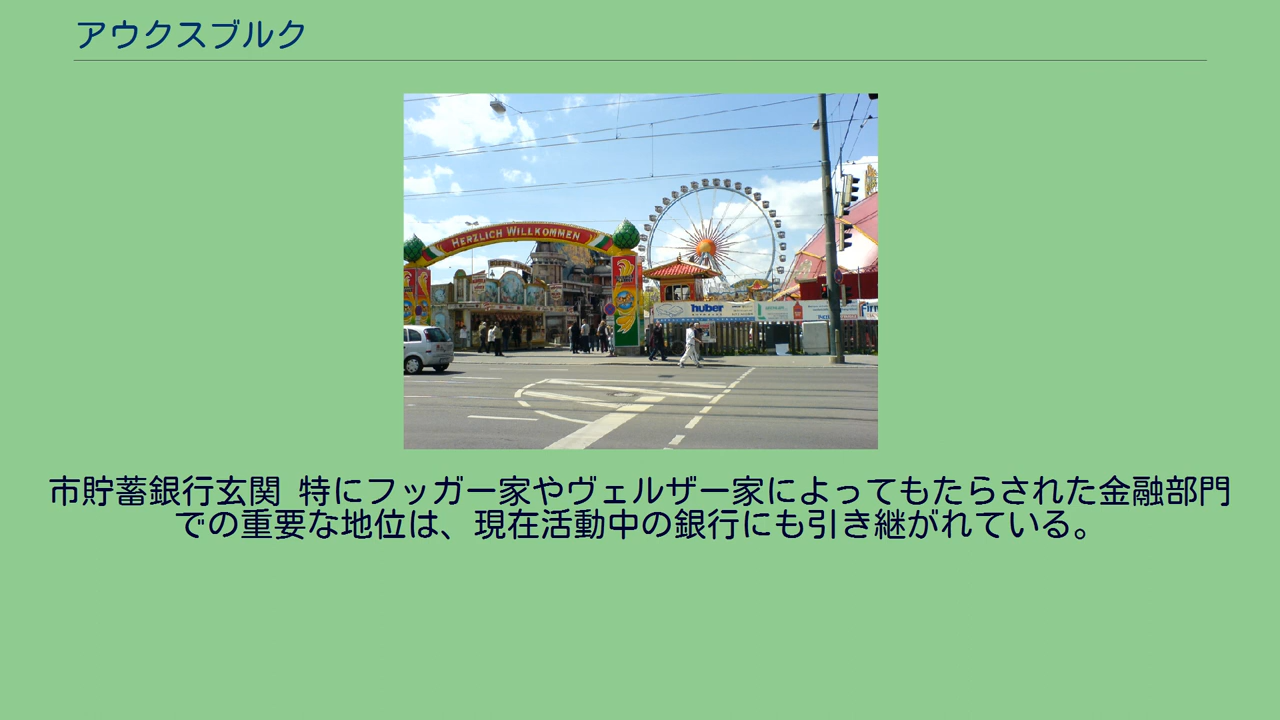 アウクスブルク
HERZLICH WILLKOMMEN
huber
市貯蓄銀行玄関 特にフッガー家やヴェルザー家によってもたらされた金融部門
での重要な地位は、現在活動中の銀行にも引き継がれている。